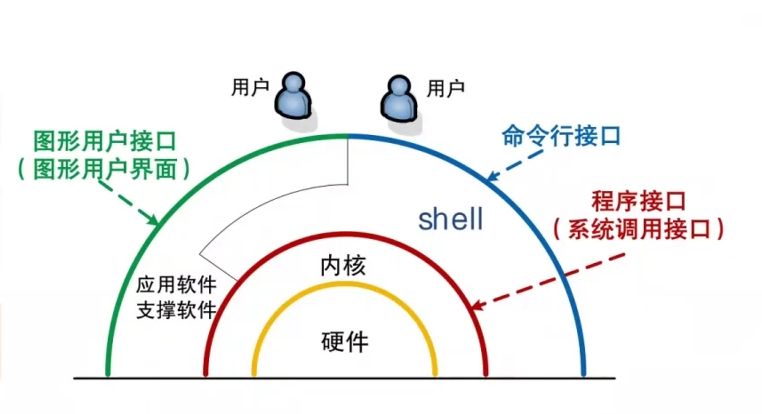 用户
用户
图形用户接口
（图形用户界面）
命令行接口
程序接口
（系统调用接口）
shell
内核
应用软件
支撑软件
硬件